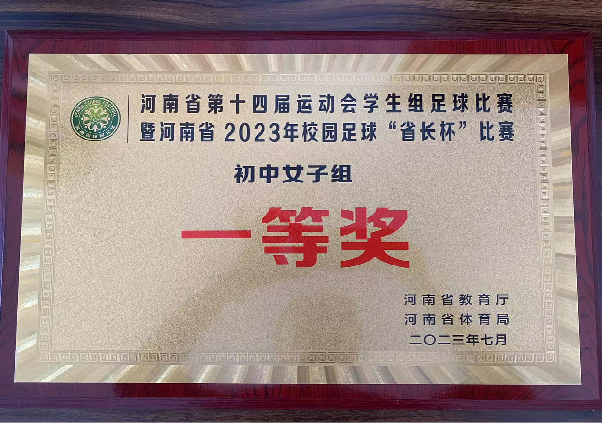 河南省第十四届运动会学生组足球比赛
暨河南省2023年校园足球“省长杯”比赛
初中女子组
一等奖
河南省教育厅
河南省体育局
二〇二三年七月